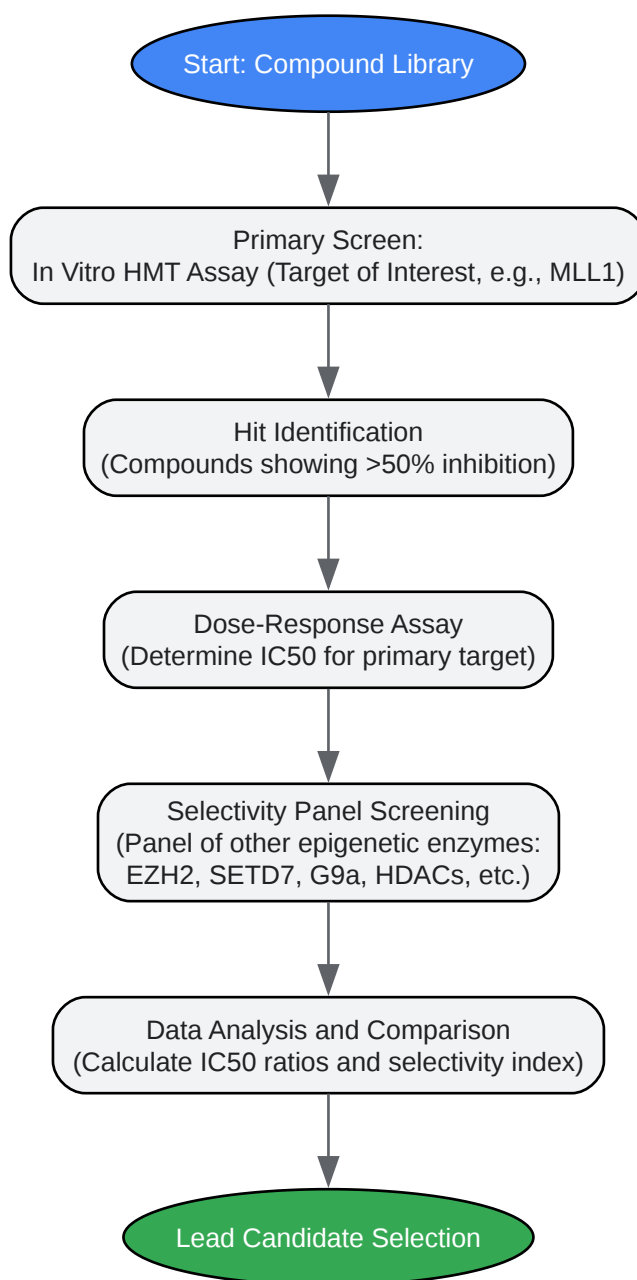 Start: Compound Library
Primary Screen:
In Vitro HMT Assay (Target of Interest, e.g., MLL1)
Hit Identification
(Compounds showing >50% inhibition)
Dose-Response Assay
(Determine IC50 for primary target)
Selectivity Panel Screening
(Panel of other epigenetic enzymes:
EZH2, SETD7, G9a, HDACs, etc.)
Data Analysis and Comparison
(Calculate IC50 ratios and selectivity index)
Lead Candidate Selection